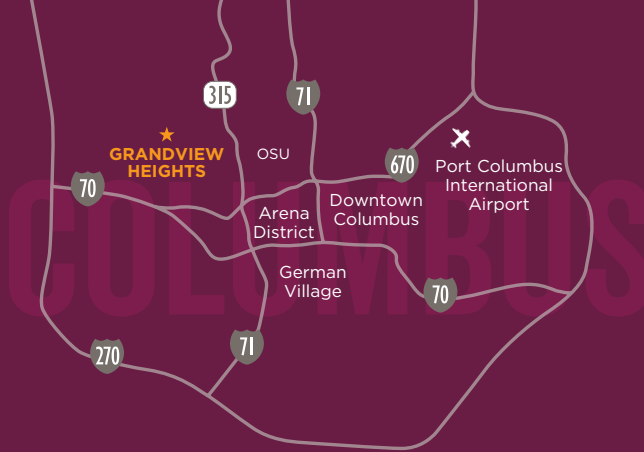 315
71
GRANDVIEW
HEIGHTS
OSU
670
Port Columbus
International
Airport
70
Arena
District
Downtown
Columbus
COLUMBUS
German
Village
70
270
71